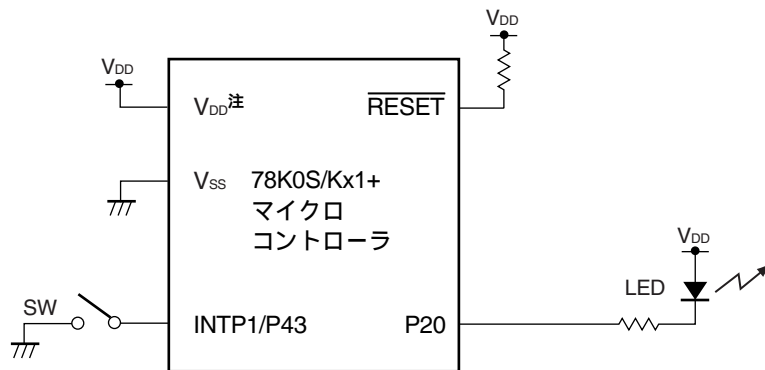 VDD
VDD
VDD注
RESET
VSS
78K0S/Kx1+
マイクロ
コントローラ
VDD
LED
SW
INTP1/P43
P20